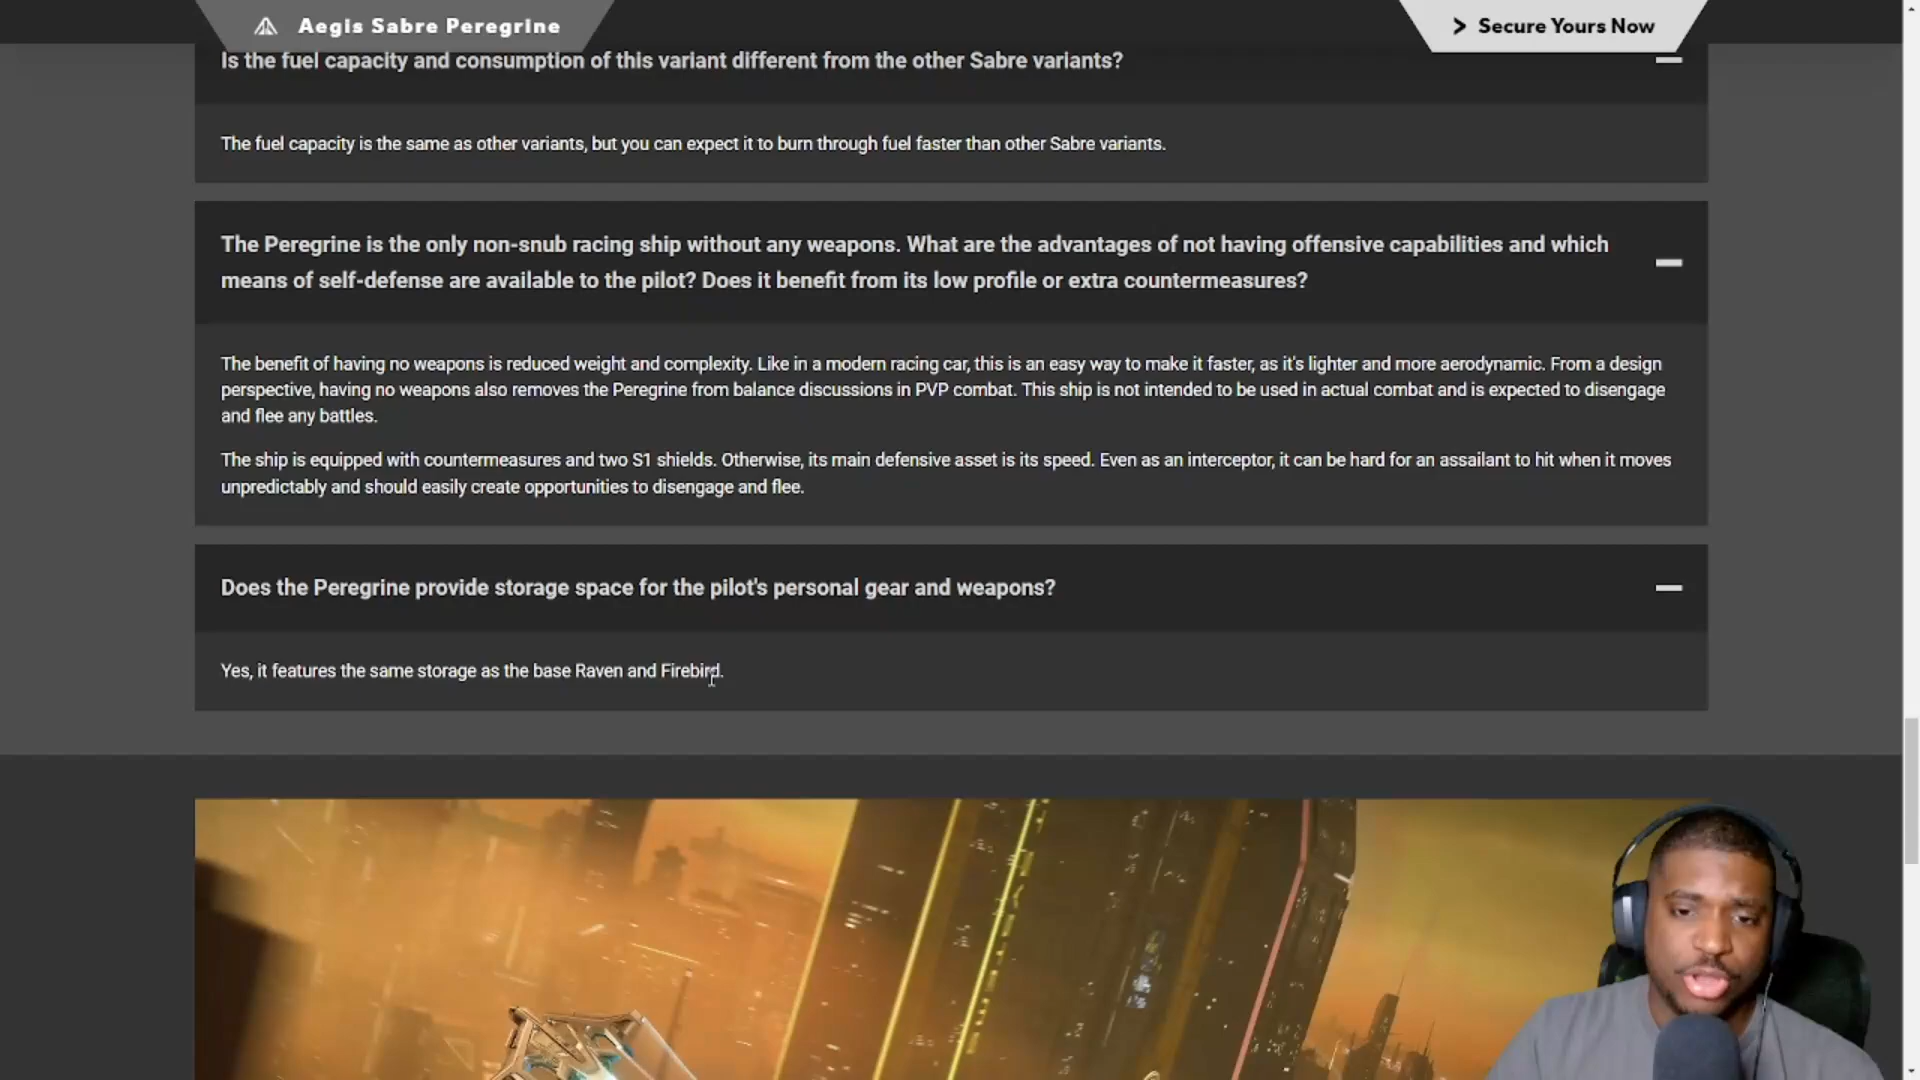 Aegis Sabre Peregrine
> Secure Yours Now
Is the fuel capacity and consumption of this variant different from the other Sabre variants?
The fuel capacity is the same as other variants, but you can expect it to burn through fuel faster than other Sabre variants.
The Peregrine is the only non-snub racing ship without any weapons. What are the advantages of not having offensive capabilities and which
means of self-defense are available to the pilot? Does it benefit from its low profile or extra countermeasures?
The benefit of having no weapons is reduced weight and complexity. Like in a modern racing car, this is an easy way to make it faster, as it's lighter and more aerodynamic. From a design
perspective, having no weapons also removes the Peregrine from balance discussions in PVP combat. This ship is not intended to be used in actual combat and is expected to disengage
and flee any battles.
The ship is equipped with countermeasures and two S1 shields. Otherwise, its main defensive asset is its speed. Even as an interceptor, it can be hard for an assailant to hit when it moves
unpredictably and should easily create opportunities to disengage and flee.
Does the Peregrine provide storage space for the pilot's personal gear and weapons?
Yes, it features the same storage as the base Raven and Firebird.